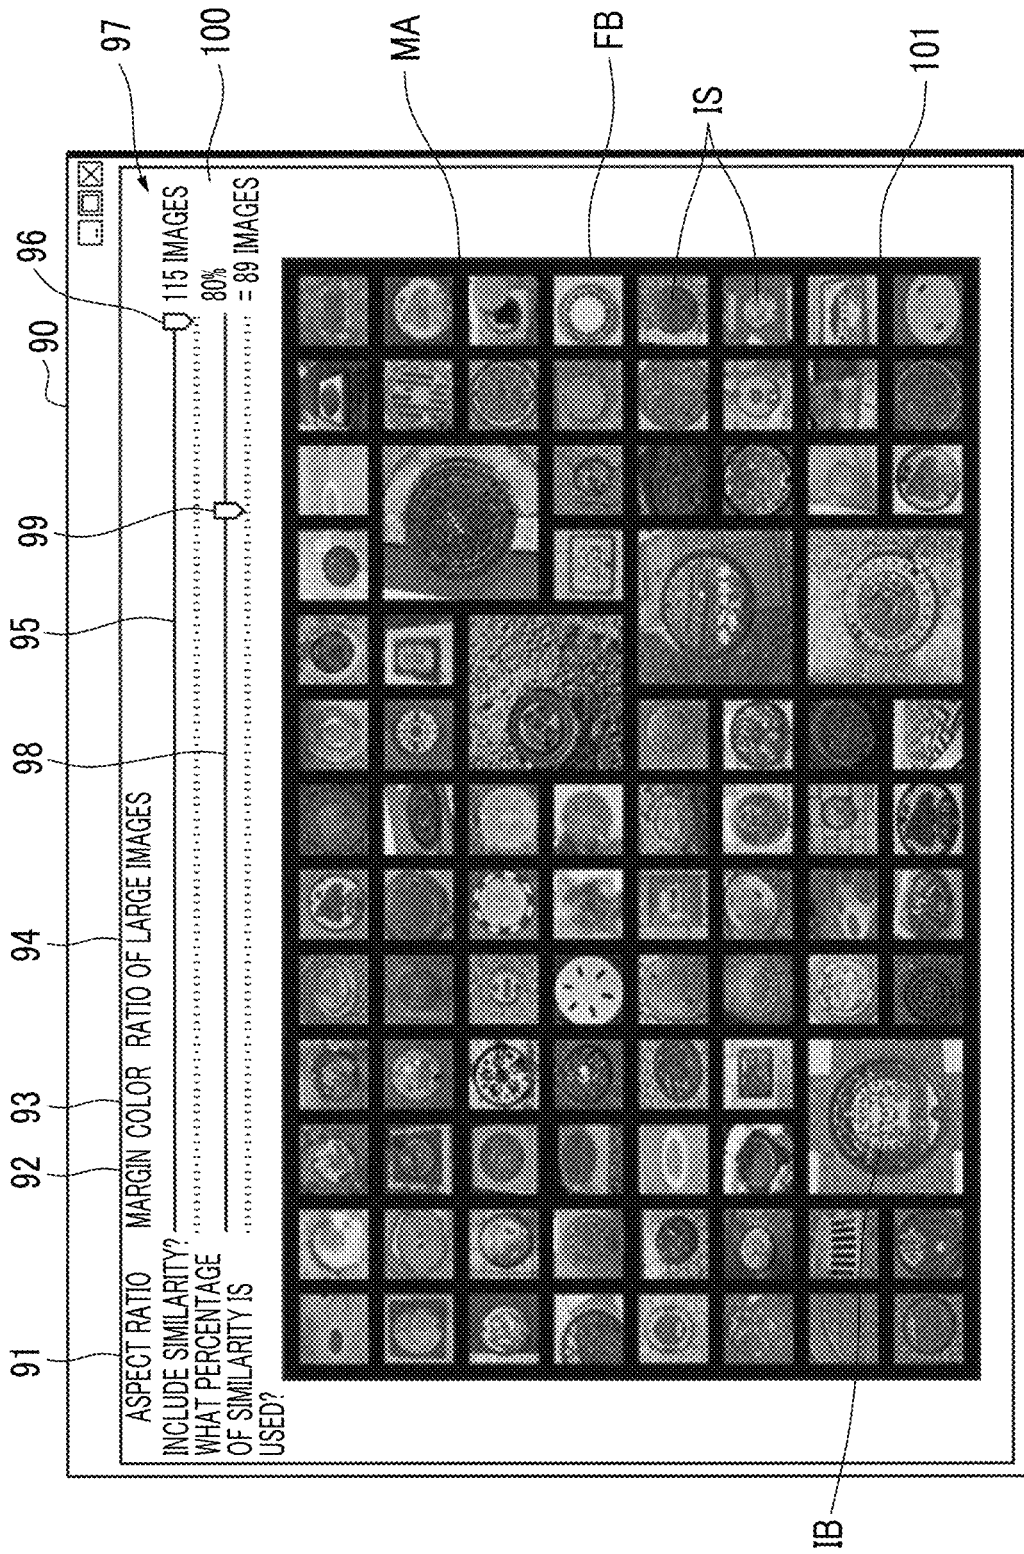 90
96
91
92
93
94
98
95
99
97
ASPECT RATIO MARGIN COLOR RATIO OF LARGE IMAGES
INCLUDE SIMILARITY? 115 IMAGES
100
WHAT PERCENTAGE 80%
OF SIMILARITY IS = 89 IMAGES
USED?
MA
FB
IS
101
IB